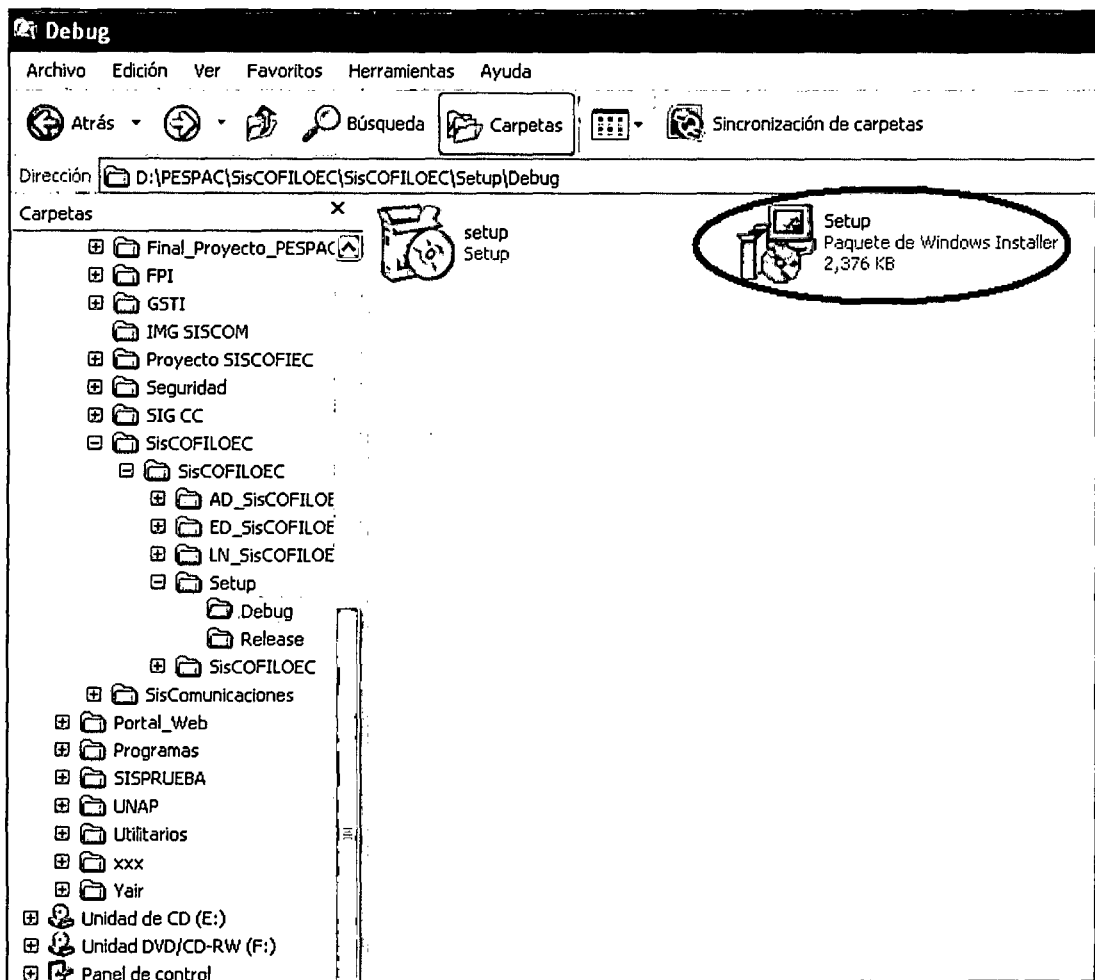 Debug
Archivo Edición Ver Favoritos Herramientas Ayuda
Atrás Búsqueda Carpetas Sincronización de carpetas
Dirección D:\PESPAC\SisCOFILOEC\SisCOFILOEC\Setup\Debug
Carpetas
Final_Proyecto_PESPAC
FPI
GSTI
IMG SISCOM
Proyecto SISCOFIEC
Seguridad
SIG CC
SisCOFILOEC
SisCOFILOEC
AD_SisCOFILOE
ED_SisCOFILOE
LN_SisCOFILOE
Setup
Debug
Release
SisCOFILOEC
SisComunicaciones
Portal_Web
Programas
SISPRUEBA
UNAP
Utilitarios
xxx
Yair
Unidad de CD (E:)
Unidad DVD/CD-RW (F:)
Panel de control
setup
Setup
Setup
Paquete de Windows Installer
2,376 KB